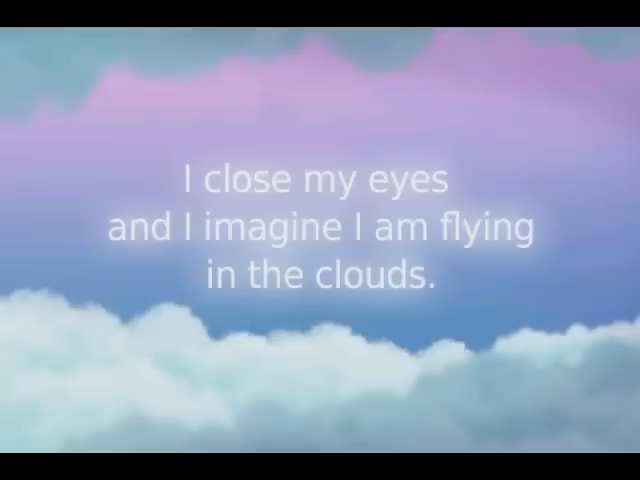 I close my eyes
and I imagine I am flying
in the clouds.